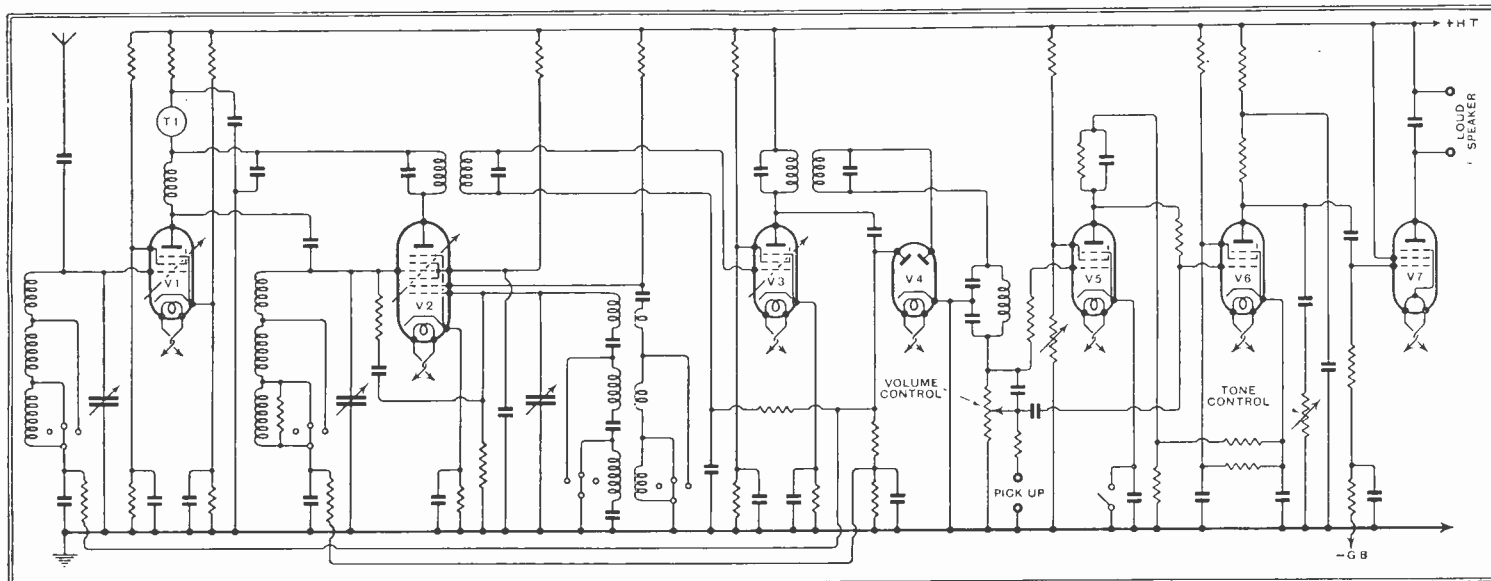 +HT
T1
LOUD
SPEAKER
V1
V2
V3
V4
V5
V6
V7
VOLUME
CONTROL
TONE
CONTROL
PICK UP
-GB